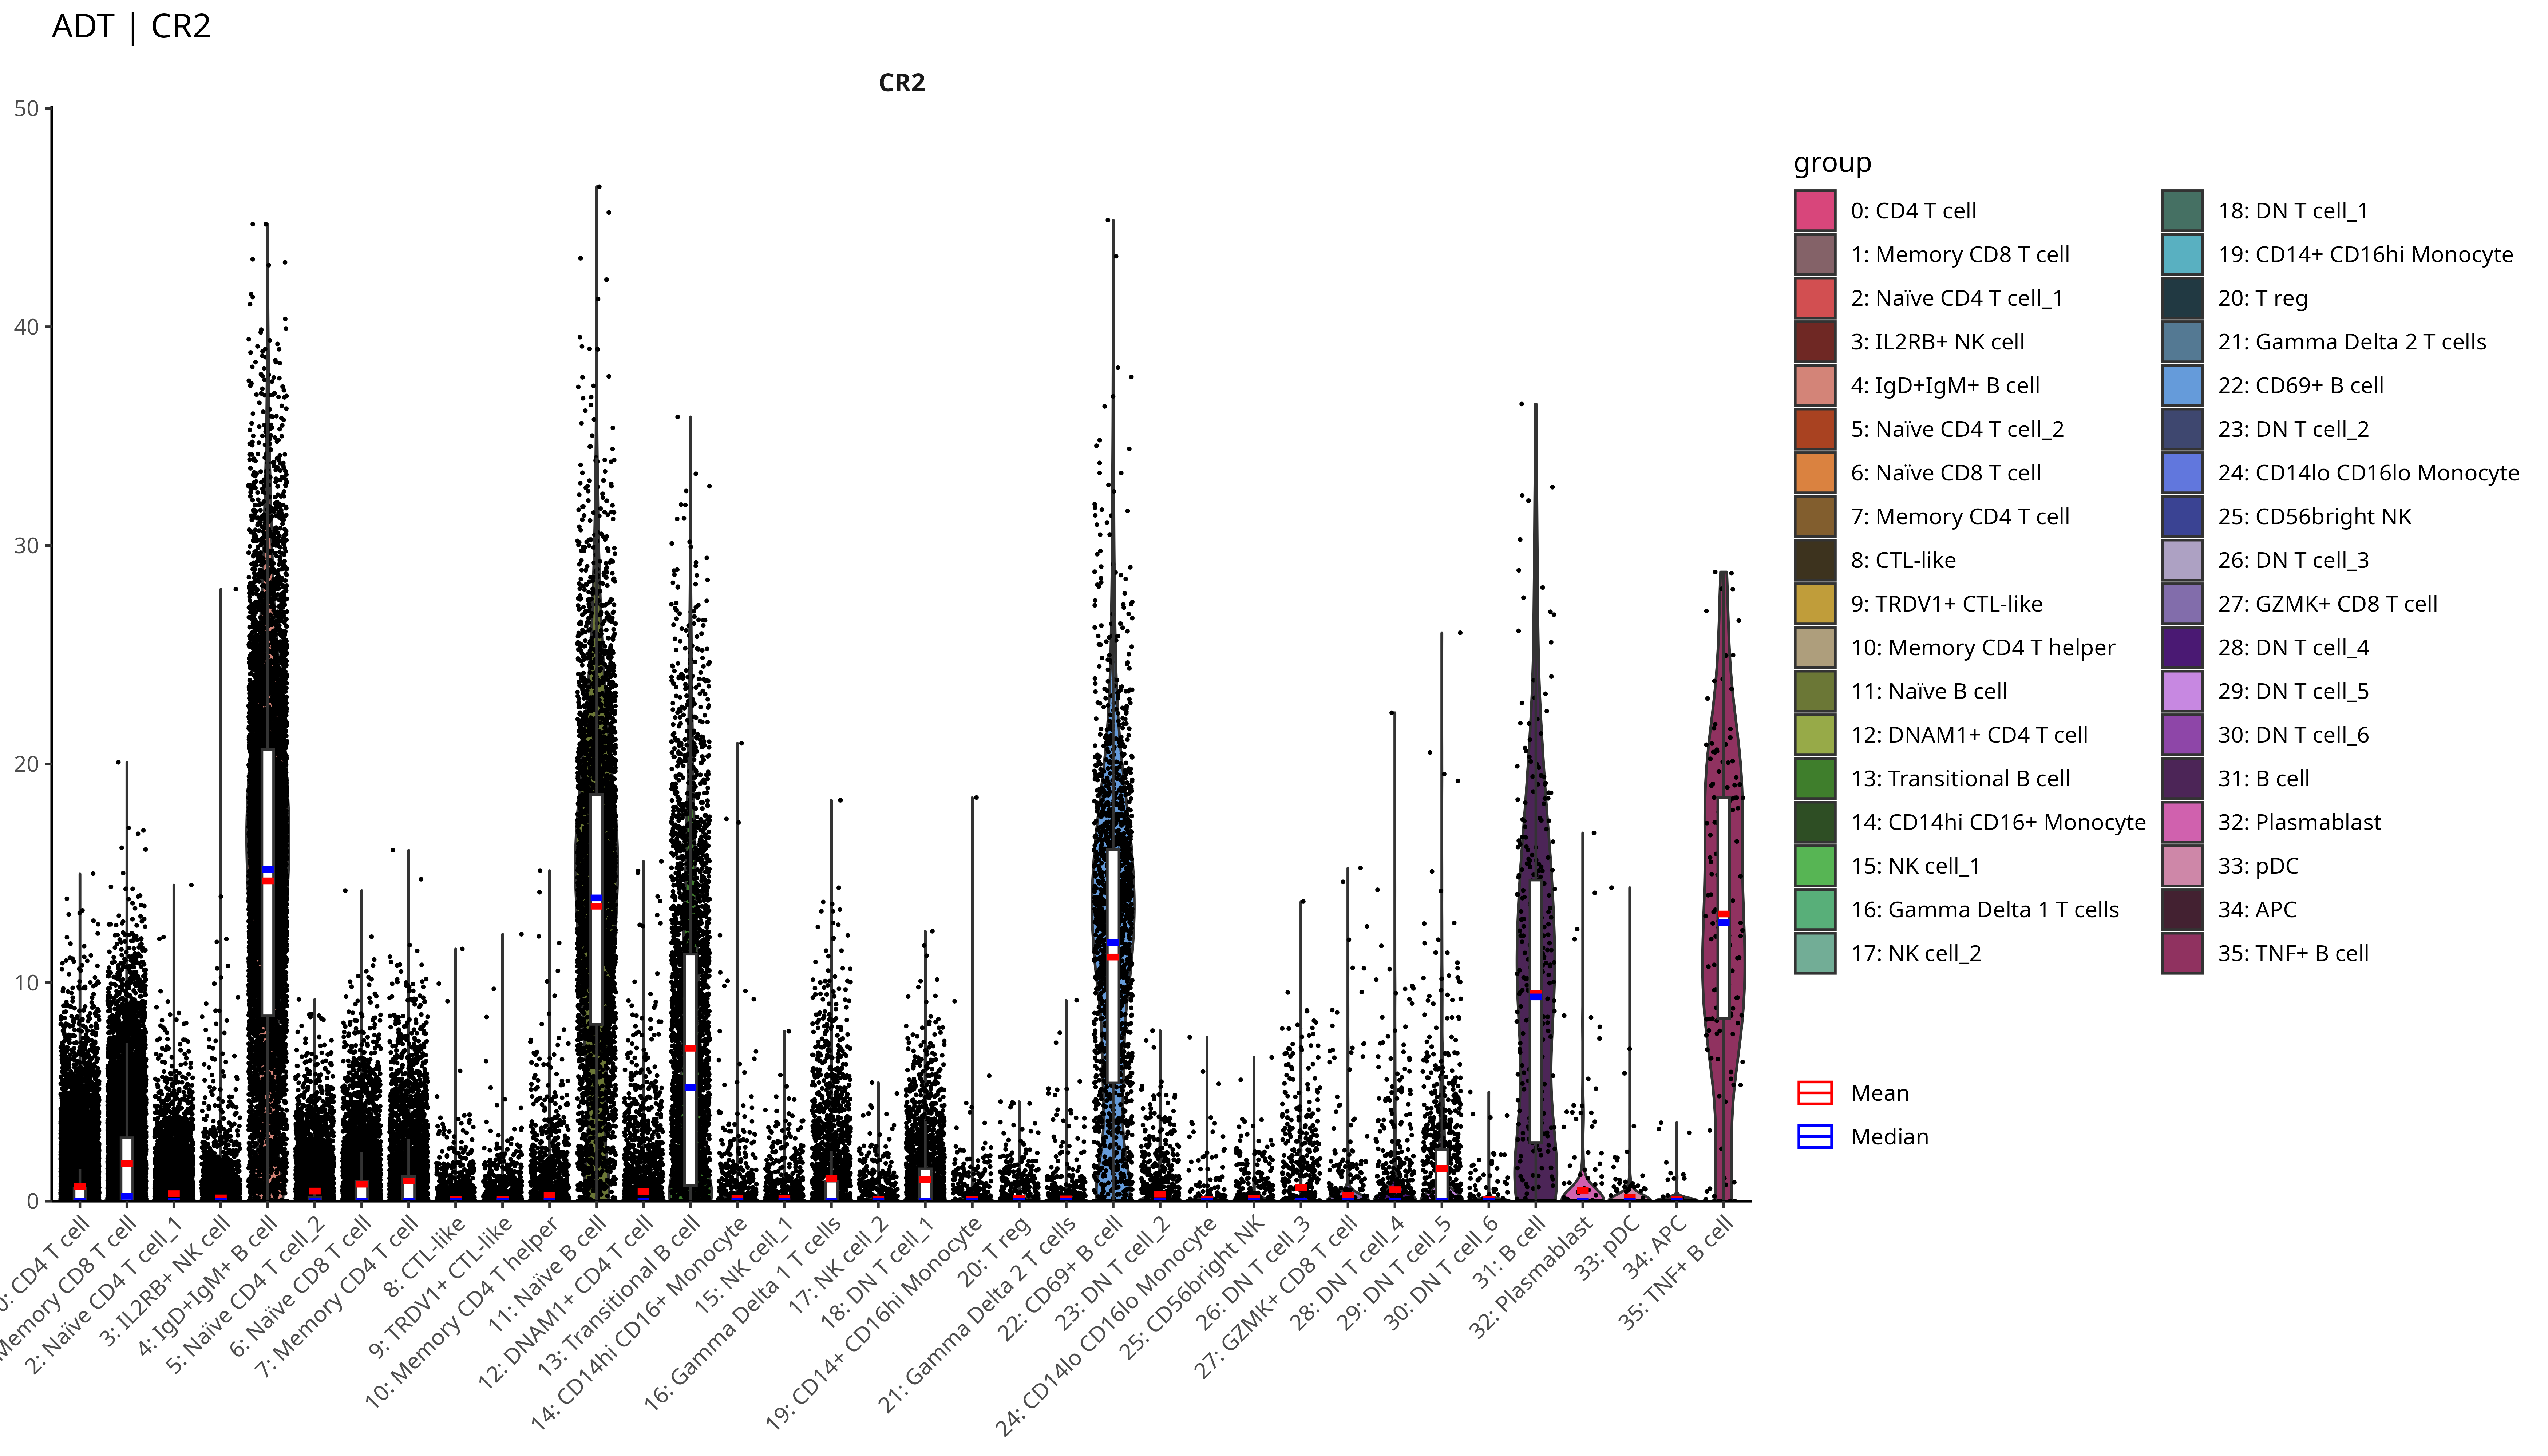 ADT | CR2
CR2
50
40
30
20
10
0
0: CD4 T cell
Memory CD8 T cell
2: Naïve CD4 T cell_1
3: IL2RB+ NK cell
4: IgD+IgM+ B cell
5: Naïve CD4 T cell_2
6: Naïve CD8 T cell
7: Memory CD4 T cell
8: CTL-like
9: TRDV1+ CTL-like
10: Memory CD4 T helper
11: Naïve B cell
12: DNAM1+ CD4 T cell
13: Transitional B cell
14: CD14hi CD16+ Monocyte
15: NK cell_1
16: Gamma Delta 1 T cells
17: NK cell_2
18: DN T cell_1
19: CD14+ CD16hi Monocyte
20: T reg
21: Gamma Delta 2 T cells
22: CD69+ B cell
23: DN T cell_2
24: CD14lo CD16lo Monocyte
25: CD56bright NK
26: DN T cell_3
27: GZMK+ CD8 T cell
28: DN T cell_4
29: DN T cell_5
30: DN T cell_6
31: B cell
32: Plasmablast
33: pDC
34: APC
35: TNF+ B cell
group
0: CD4 T cell
1: Memory CD8 T cell
2: Naïve CD4 T cell_1
3: IL2RB+ NK cell
4: IgD+IgM+ B cell
5: Naïve CD4 T cell_2
6: Naïve CD8 T cell
7: Memory CD4 T cell
8: CTL-like
9: TRDV1+ CTL-like
10: Memory CD4 T helper
11: Naïve B cell
12: DNAM1+ CD4 T cell
13: Transitional B cell
14: CD14hi CD16+ Monocyte
15: NK cell_1
16: Gamma Delta 1 T cells
17: NK cell_2
18: DN T cell_1
19: CD14+ CD16hi Monocyte
20: T reg
21: Gamma Delta 2 T cells
22: CD69+ B cell
23: DN T cell_2
24: CD14lo CD16lo Monocyte
25: CD56bright NK
26: DN T cell_3
27: GZMK+ CD8 T cell
28: DN T cell_4
29: DN T cell_5
30: DN T cell_6
31: B cell
32: Plasmablast
33: pDC
34: APC
35: TNF+ B cell
Mean
Median